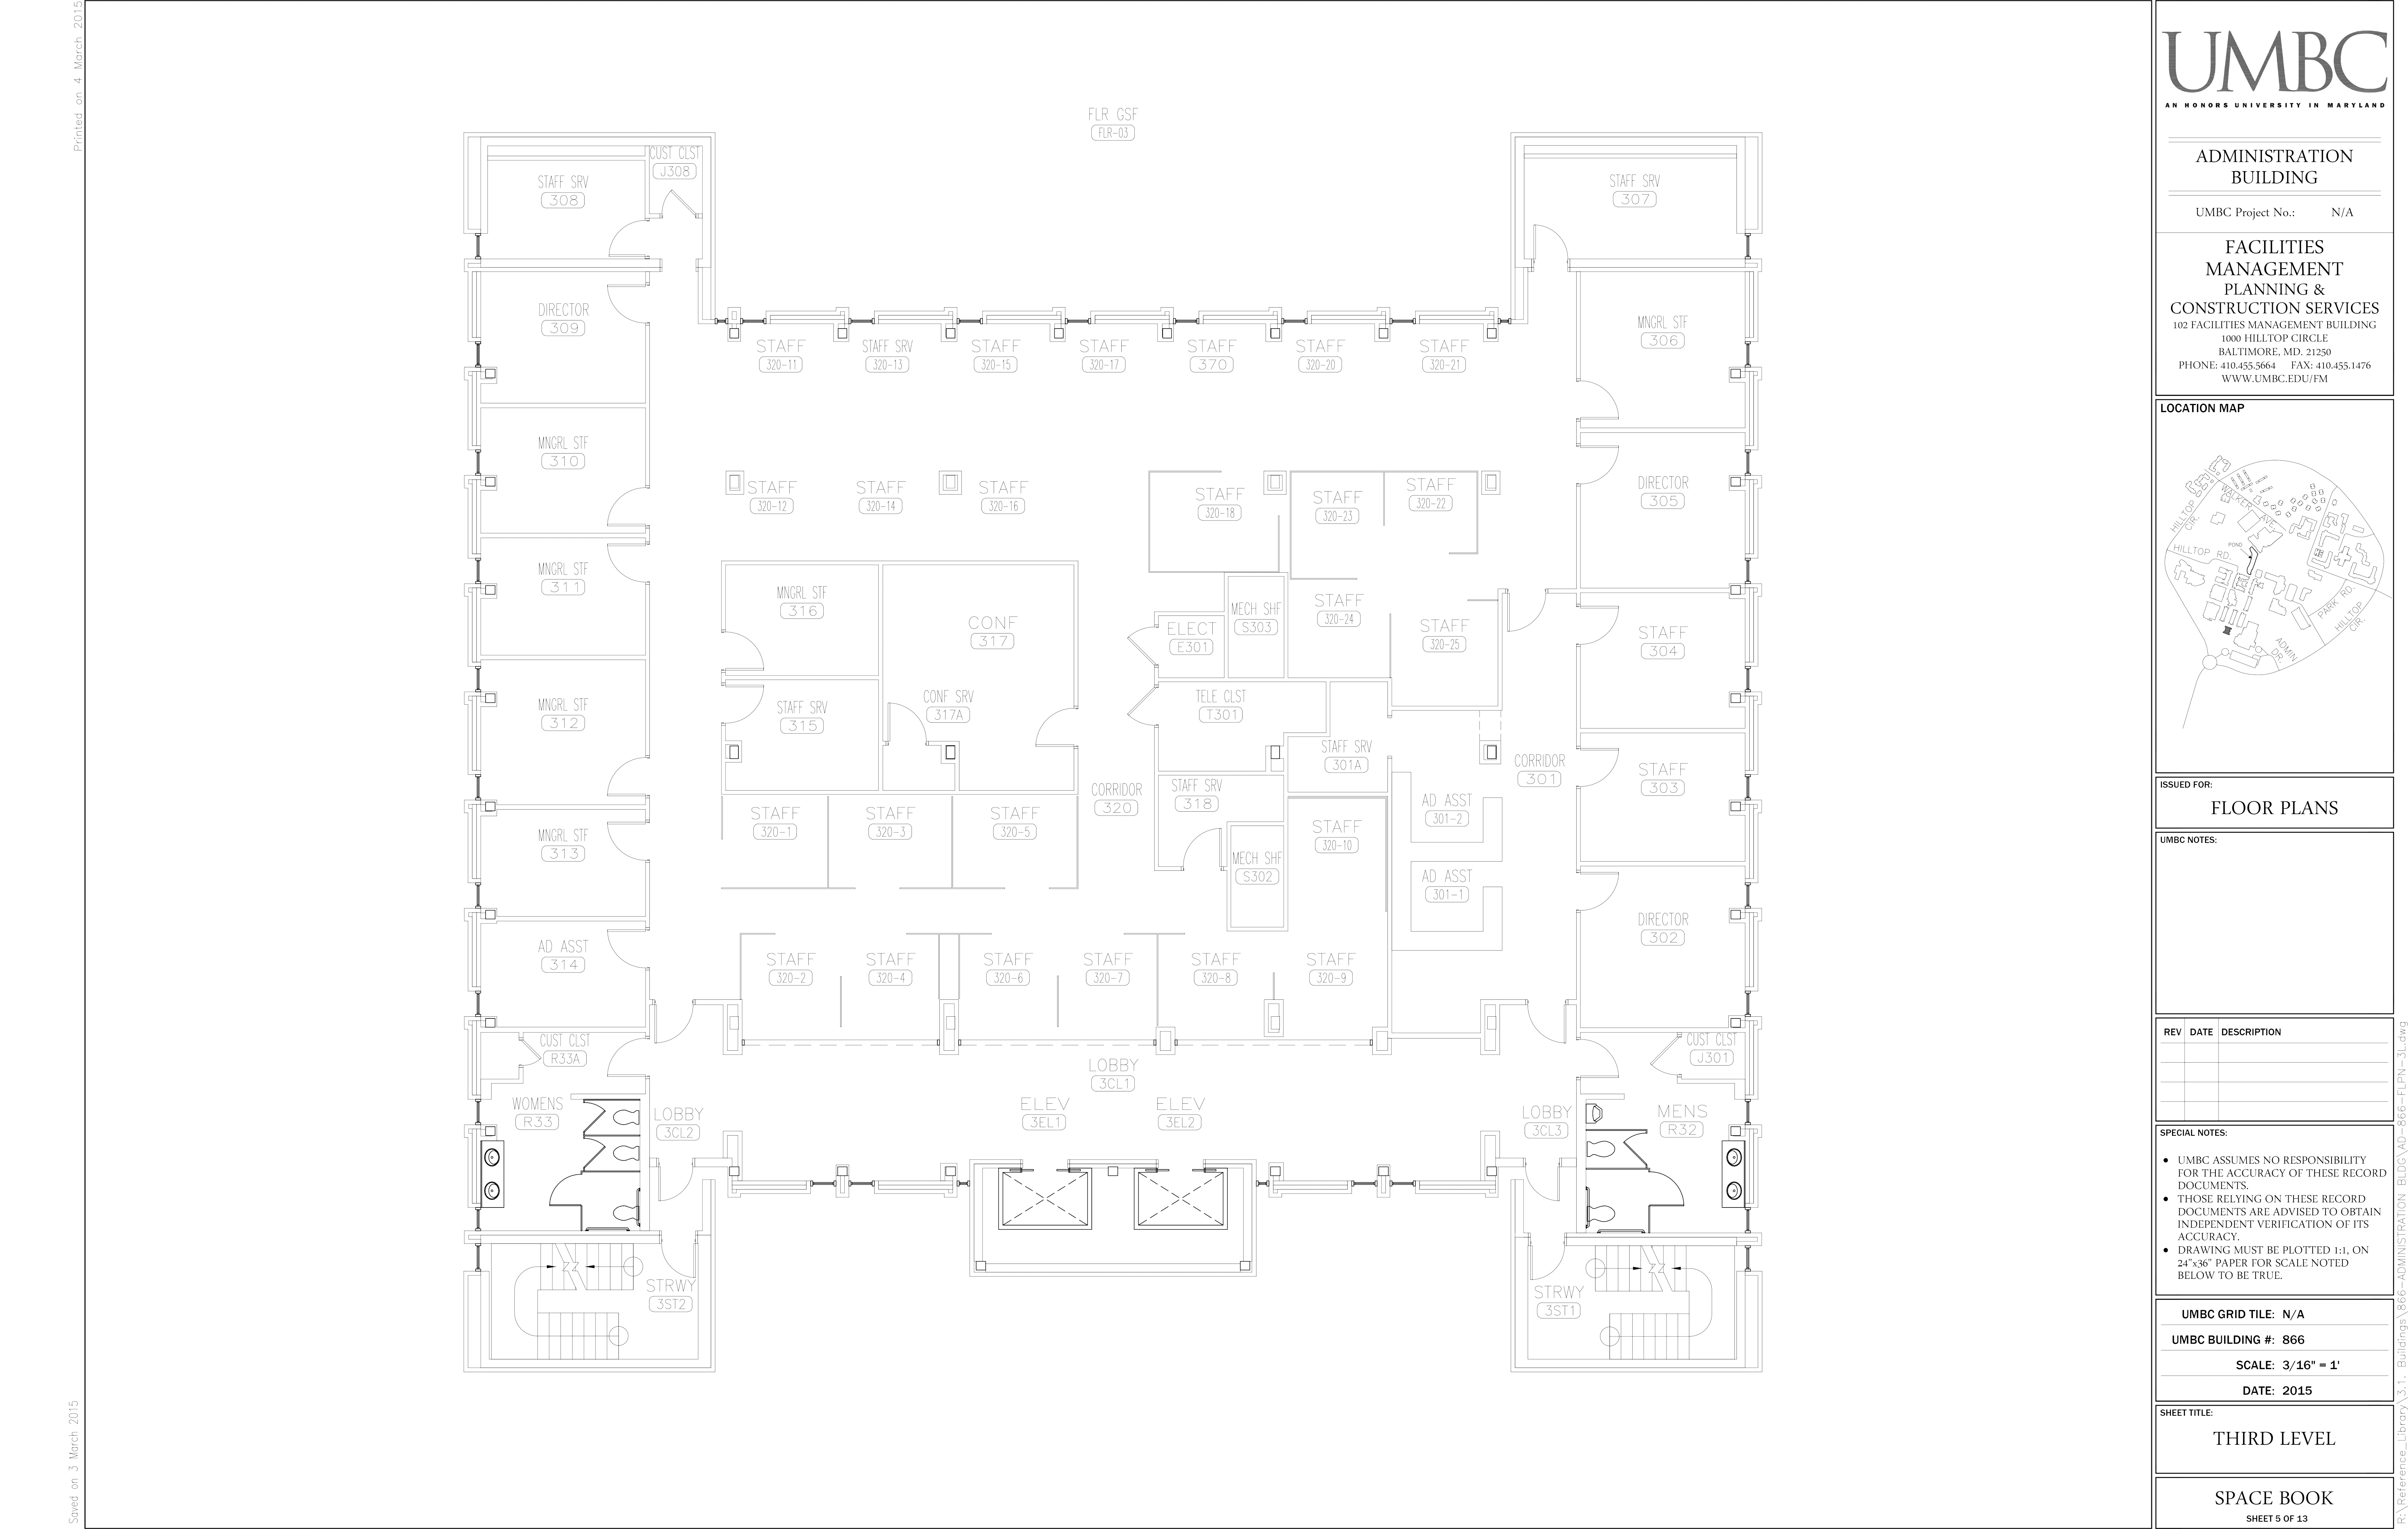 Printed on 4 March 2015
Saved on 3 March 2015
FLR GSF
FLR-03
STAFF SRV
308
CUST CLST
J308
STAFF SRV
307
DIRECTOR
309
MNGRL STF
306
STAFF
320-11
STAFF SRV
320-13
STAFF
320-15
STAFF
320-17
STAFF
370
STAFF
320-20
STAFF
320-21
MNGRL STF
310
STAFF
320-12
STAFF
320-14
STAFF
320-16
STAFF
320-18
STAFF
320-23
STAFF
320-22
DIRECTOR
305
MNGRL STF
311
MNGRL STF
316
CONF
317
ELECT
E301
MECH SHF
S303
STAFF
320-24
STAFF
320-25
STAFF
304
MNGRL STF
312
STAFF SRV
315
CONF SRV
317A
TELE CLST
T301
STAFF SRV
301A
CORRIDOR
301
STAFF
303
MNGRL STF
313
STAFF
320-1
STAFF
320-3
STAFF
320-5
CORRIDOR
320
STAFF SRV
318
MECH SHF
S302
STAFF
320-10
AD ASST
301-2
AD ASST
301-1
DIRECTOR
302
AD ASST
314
STAFF
320-2
STAFF
320-4
STAFF
320-6
STAFF
320-7
STAFF
320-8
STAFF
320-9
CUST CLST
R33A
CUST CLST
J301
LOBBY
3CL1
WOMENS
R33
LOBBY
3CL2
ELEV
3EL1
ELEV
3EL2
LOBBY
3CL3
MENS
R32
STRWY
3ST2
STRWY
3ST1
UMBC
AN HONORS UNIVERSITY IN MARYLAND
ADMINISTRATION
BUILDING
UMBC Project No.: N/A
FACILITIES
MANAGEMENT
PLANNING &
CONSTRUCTION SERVICES
102 FACILITIES MANAGEMENT BUILDING
1000 HILLTOP CIRCLE
BALTIMORE, MD. 21250
PHONE: 410.455.5664 FAX: 410.455.1476
WWW.UMBC.EDU/FM
LOCATION MAP
WALKER AVE.
HILLTOP CIR.
HILLTOP RD.
POND
PARK RD.
HILLTOP CIR.
ADMIN DR.
ISSUED FOR:
FLOOR PLANS
UMBC NOTES:
REV DATE DESCRIPTION
SPECIAL NOTES:
● UMBC ASSUMES NO RESPONSIBILITY
FOR THE ACCURACY OF THESE RECORD
DOCUMENTS.
● THOSE RELYING ON THESE RECORD
DOCUMENTS ARE ADVISED TO OBTAIN
INDEPENDENT VERIFICATION OF ITS
ACCURACY.
● DRAWING MUST BE PLOTTED 1:1, ON
24"x36" PAPER FOR SCALE NOTED
BELOW TO BE TRUE.
UMBC GRID TILE: N/A
UMBC BUILDING #: 866
SCALE: 3/16" = 1'
DATE: 2015
SHEET TITLE:
THIRD LEVEL
SPACE BOOK
SHEET 5 OF 13
R:\Reference_Library\3.1. Buildings\866-ADMINISTRATION BLDG\AD-866-FLPN-3L.dwg